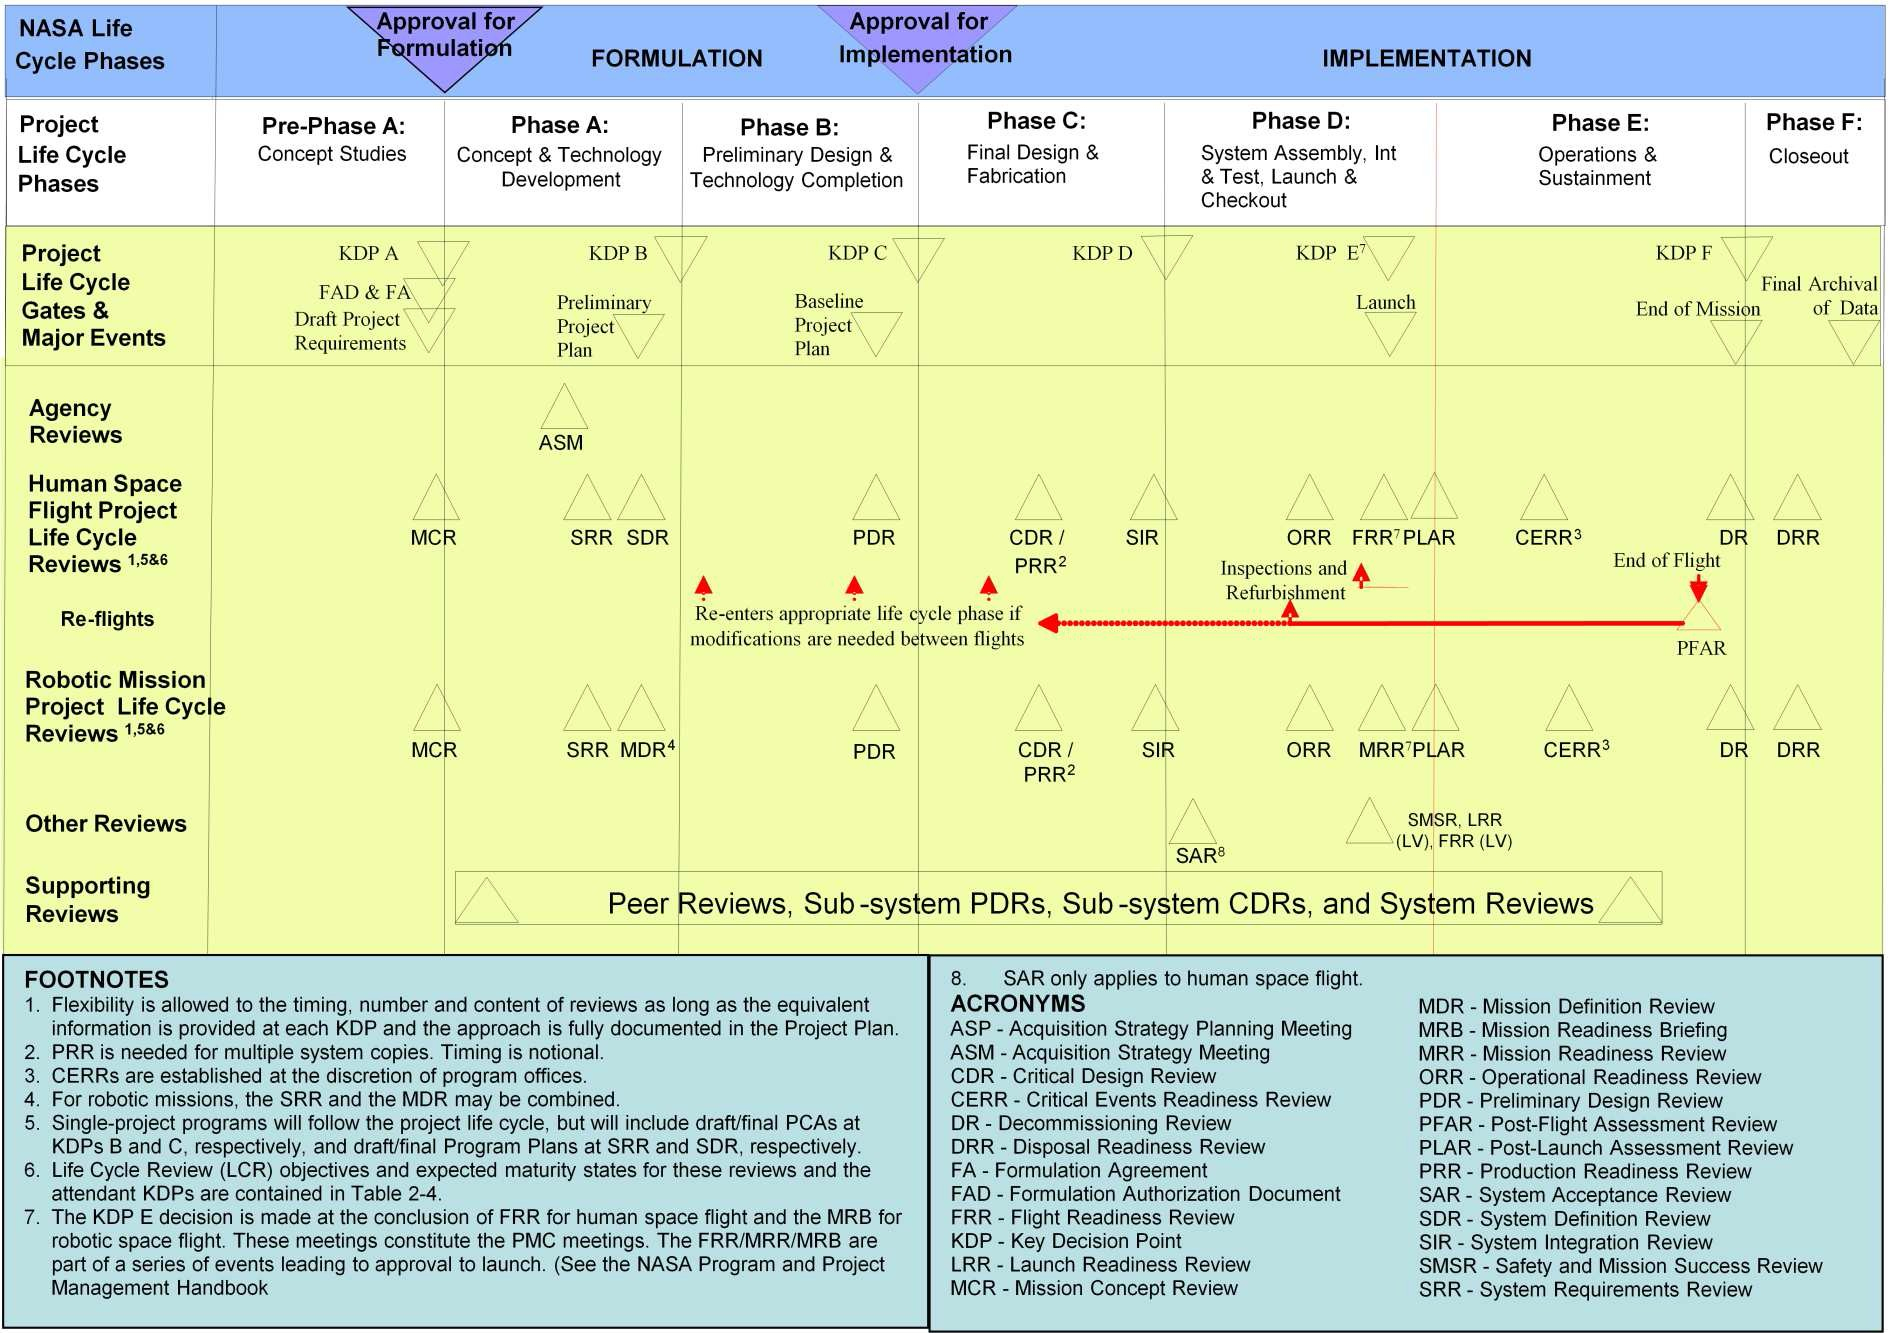 NASA Life
Cycle Phases
Approval for
Formulation
FORMULATION
Approval for
Implementation
IMPLEMENTATION
Project
Life Cycle
Phases
Pre-Phase A:
Concept Studies
Phase A:
Concept & Technology
Development
Phase B:
Preliminary Design &
Technology Completion
Phase C:
Final Design &
Fabrication
Phase D:
System Assembly, Int
& Test, Launch &
Checkout
Phase E:
Operations &
Sustainment
Phase F:
Closeout
Project
Life Cycle
Gates &
Major Events
KDP A
FAD & FA
Draft Project
Requirements
KDP B
Preliminary
Project
Plan
KDP C
Baseline
Project
Plan
KDP D
KDP E7
Launch
KDP F
End of Mission
Final Archival
of Data
Agency
Reviews
ASM
Human Space
Flight Project
Life Cycle
Reviews 1,5&6
MCR
SRR
SDR
PDR
CDR /
PRR2
SIR
ORR
FRR7
PLAR
CERR3
DR
DRR
Re-flights
Re-enters appropriate life cycle phase if
modifications are needed between flights
Inspections and
Refurbishment
End of Flight
PFAR
Robotic Mission
Project Life Cycle
Reviews 1,5&6
MCR
SRR
MDR4
PDR
CDR /
PRR2
SIR
ORR
MRR7
PLAR
CERR3
DR
DRR
Other Reviews
SAR8
SMSR, LRR
(LV), FRR (LV)
Supporting
Reviews
Peer Reviews, Sub-system PDRs, Sub-system CDRs, and System Reviews
FOOTNOTES
1. Flexibility is allowed to the timing, number and content of reviews as long as the equivalent
information is provided at each KDP and the approach is fully documented in the Project Plan.
2. PRR is needed for multiple system copies. Timing is notional.
3. CERRs are established at the discretion of program offices.
4. For robotic missions, the SRR and the MDR may be combined.
5. Single-project programs will follow the project life cycle, but will include draft/final PCAs at
KDPs B and C, respectively, and draft/final Program Plans at SRR and SDR, respectively.
6. Life Cycle Review (LCR) objectives and expected maturity states for these reviews and the
attendant KDPs are contained in Table 2-4.
7. The KDP E decision is made at the conclusion of FRR for human space flight and the MRB for
robotic space flight. These meetings constitute the PMC meetings. The FRR/MRR/MRB are
part of a series of events leading to approval to launch. (See the NASA Program and Project
Management Handbook
8. SAR only applies to human space flight.
ACRONYMS
ASP - Acquisition Strategy Planning Meeting
ASM - Acquisition Strategy Meeting
CDR - Critical Design Review
CERR - Critical Events Readiness Review
DR - Decommissioning Review
DRR - Disposal Readiness Review
FA - Formulation Agreement
FAD - Formulation Authorization Document
FRR - Flight Readiness Review
KDP - Key Decision Point
LRR - Launch Readiness Review
MCR - Mission Concept Review
MDR - Mission Definition Review
MRB - Mission Readiness Briefing
MRR - Mission Readiness Review
ORR - Operational Readiness Review
PDR - Preliminary Design Review
PFAR - Post-Flight Assessment Review
PLAR - Post-Launch Assessment Review
PRR - Production Readiness Review
SAR - System Acceptance Review
SDR - System Definition Review
SIR - System Integration Review
SMSR - Safety and Mission Success Review
SRR - System Requirements Review